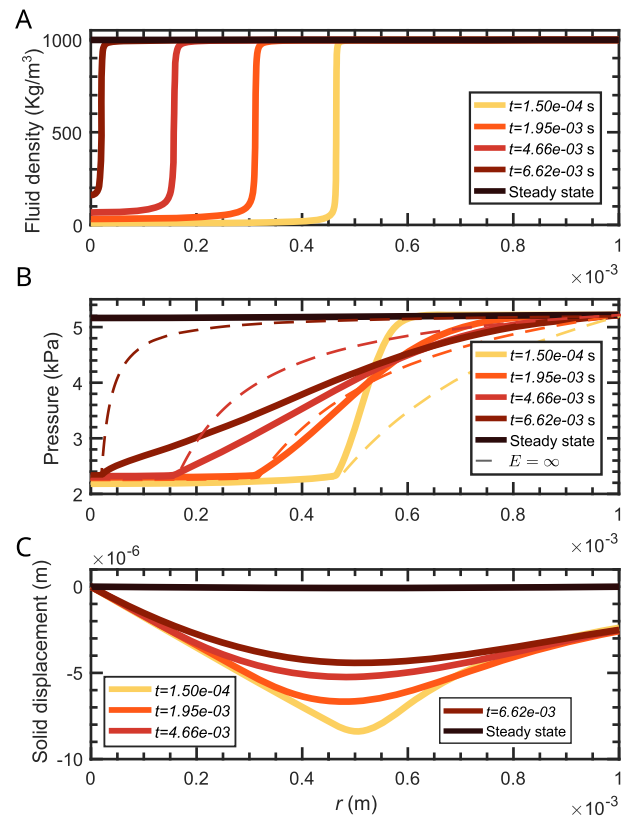 A
Fluid density (Kg/m³)
1000
500
0
t=1.50e-04 s
t=1.95e-03 s
t=4.66e-03 s
t=6.62e-03 s
Steady state
0 0.2 0.4 0.6 0.8 1
×10⁻³
B
Pressure (kPa)
5
4
3
2
t=1.50e-04 s
t=1.95e-03 s
t=4.66e-03 s
t=6.62e-03 s
Steady state
E = ∞
0 0.2 0.4 0.6 0.8 1
×10⁻³
C
×10⁻⁶
Solid displacement (m)
0
-5
-10
t=1.50e-04
t=1.95e-03
t=4.66e-03
t=6.62e-03
Steady state
0 0.2 0.4 0.6 0.8 1
r (m)
×10⁻³